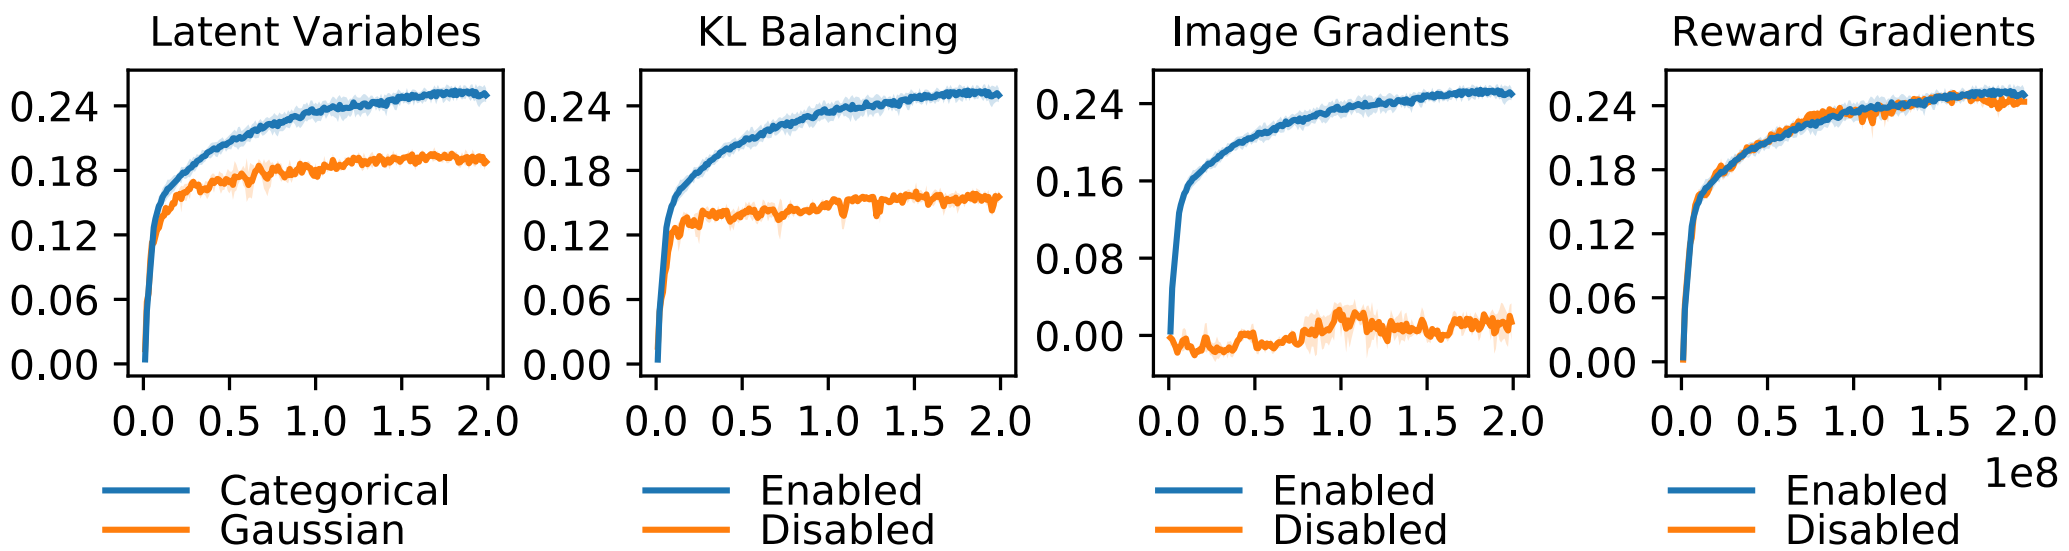 Latent Variables
0.24
0.18
0.12
0.06
0.00
0.0 0.5 1.0 1.5 2.0
Categorical
Gaussian
KL Balancing
0.24
0.18
0.12
0.06
0.00
0.0 0.5 1.0 1.5 2.0
Enabled
Disabled
Image Gradients
0.24
0.16
0.08
0.00
0.0 0.5 1.0 1.5 2.0
Enabled
Disabled
Reward Gradients
0.24
0.18
0.12
0.06
0.00
0.0 0.5 1.0 1.5 2.0
1e8
Enabled
Disabled